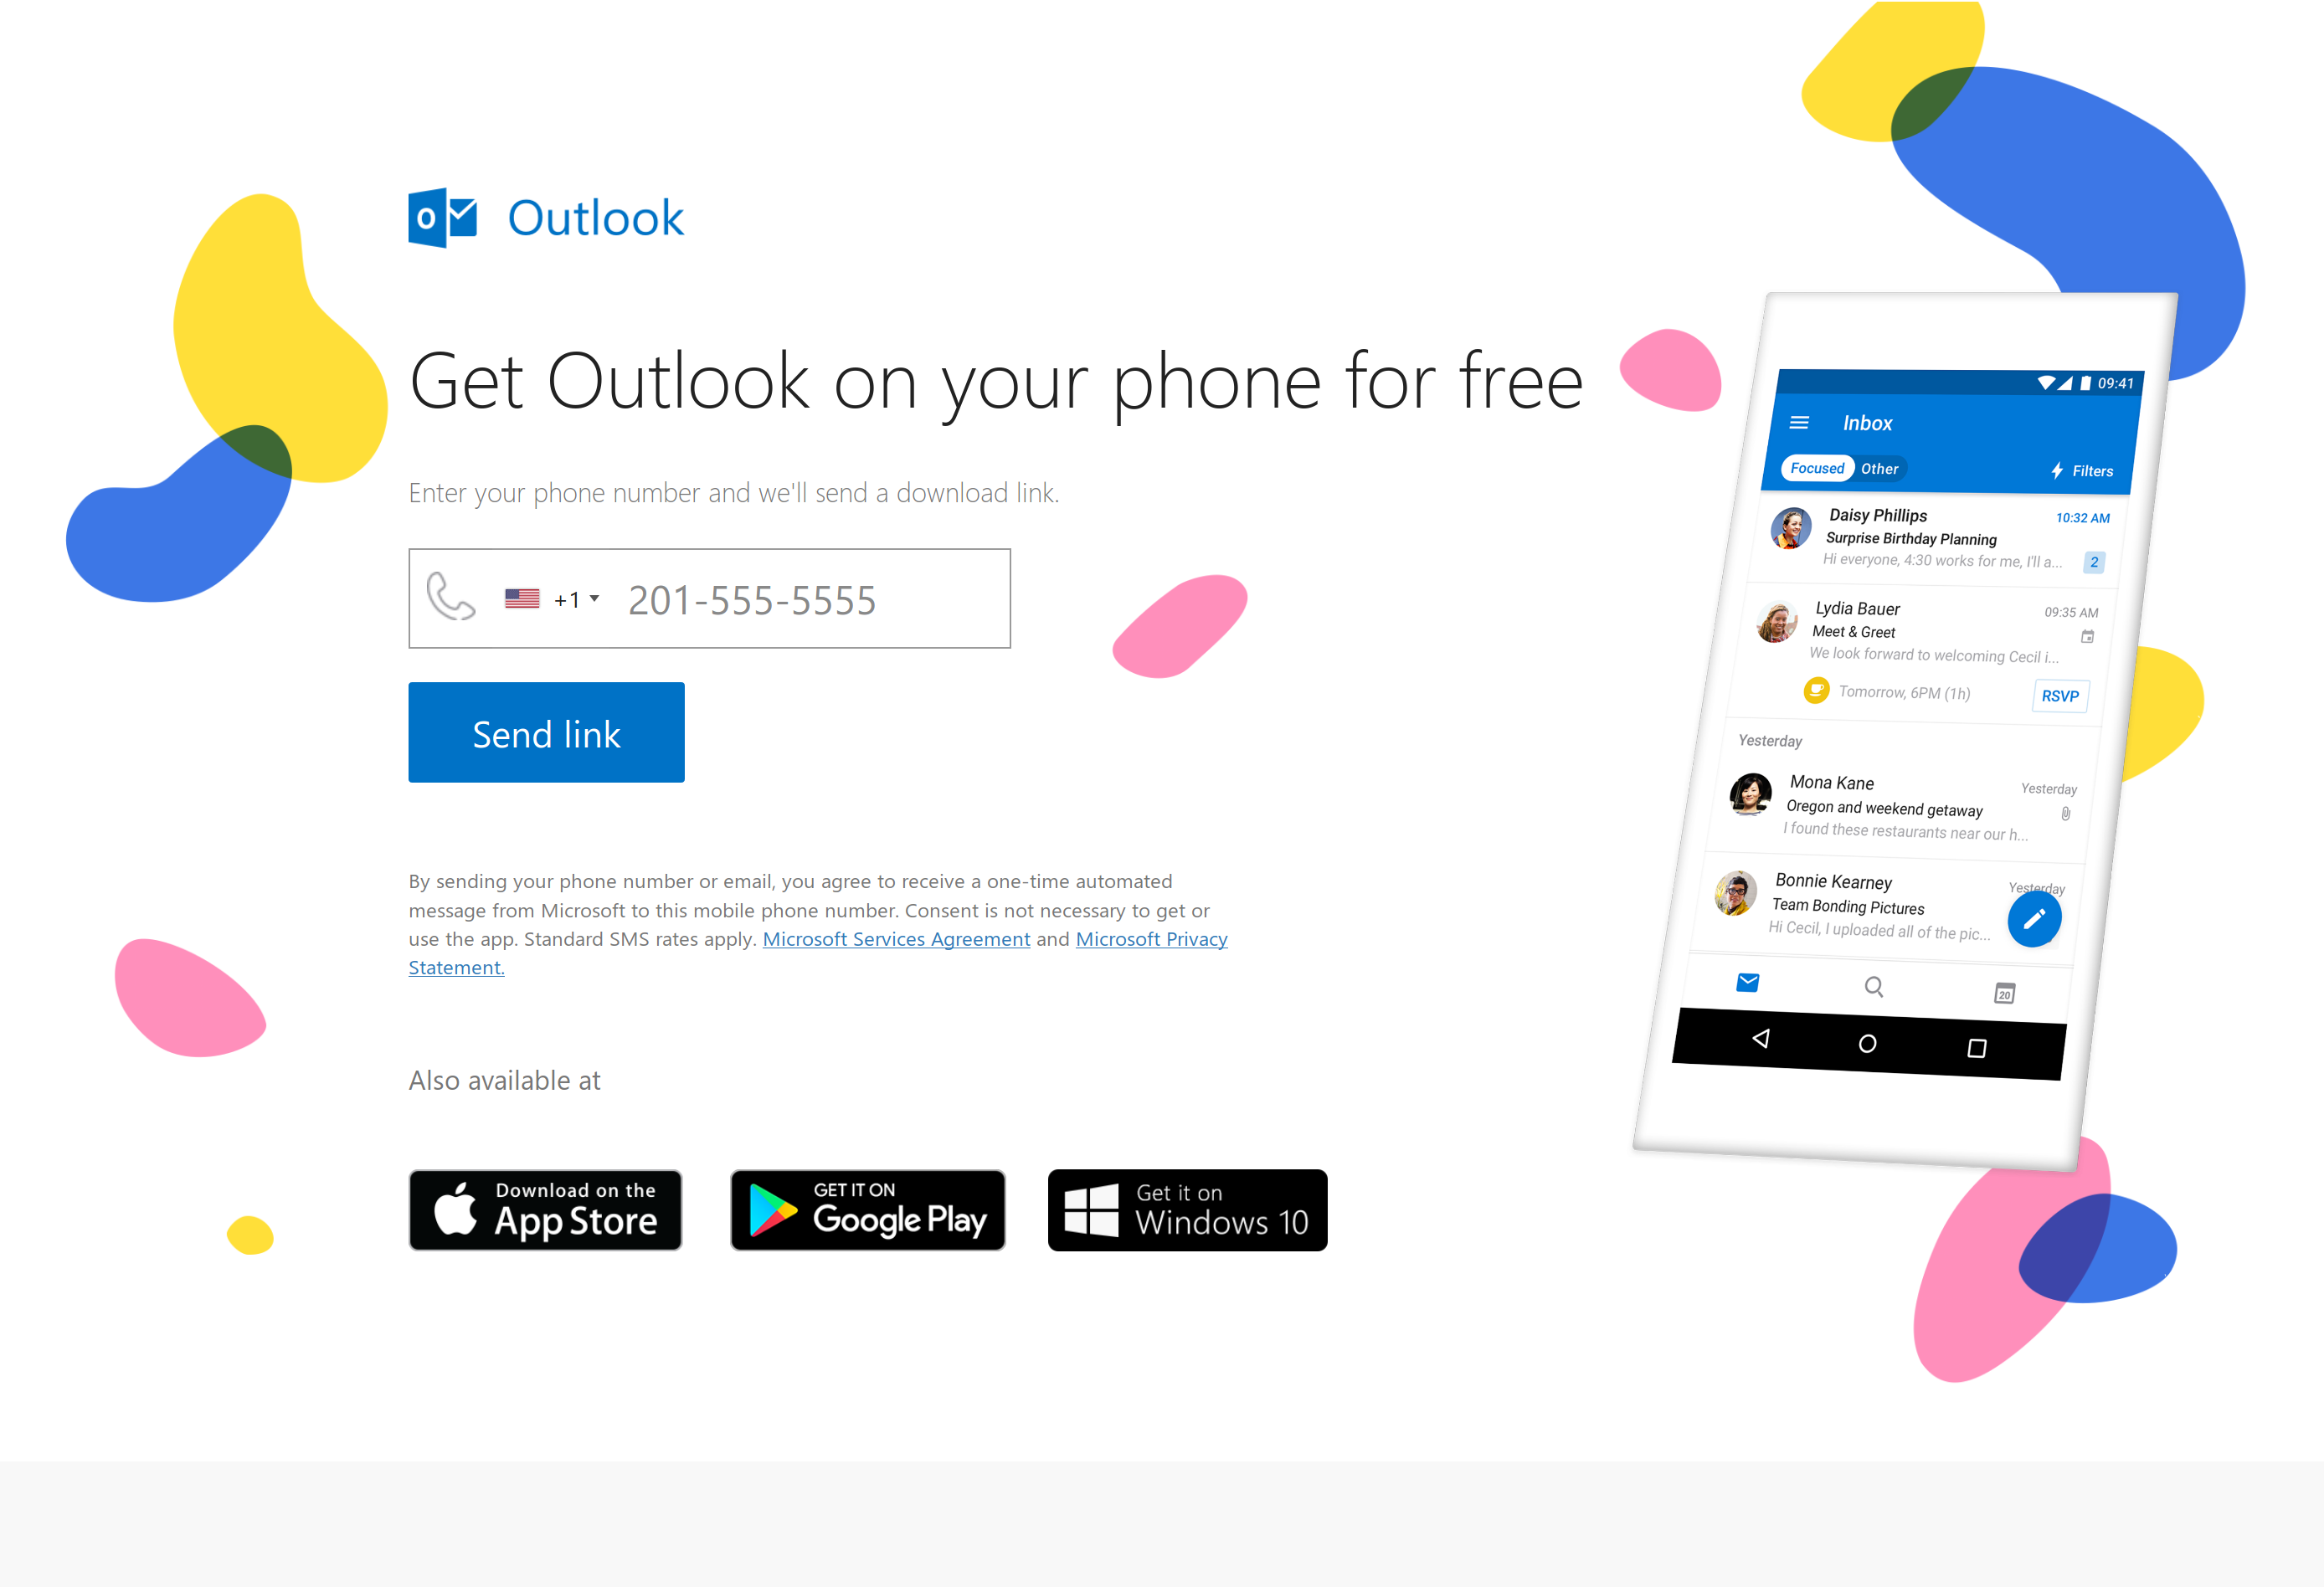 Outlook
Get Outlook on your phone for free
Enter your phone number and we'll send a download link.
+1 201-555-5555
Send link
By sending your phone number or email, you agree to receive a one-time automated
message from Microsoft to this mobile phone number. Consent is not necessary to get or
use the app. Standard SMS rates apply. Microsoft Services Agreement and Microsoft Privacy
Statement.
Also available at
Download on the
App Store
GET IT ON
Google Play
Get it on
Windows 10
09:41
Inbox
Focused Other Filters
Daisy Phillips 10:32 AM
Surprise Birthday Planning
Hi everyone, 4:30 works for me, I'll a... 2
Lydia Bauer 09:35 AM
Meet & Greet
We look forward to welcoming Cecil i...
Tomorrow, 6PM (1h) RSVP
Yesterday
Mona Kane Yesterday
Oregon and weekend getaway
I found these restaurants near our h...
Bonnie Kearney Yesterday
Team Bonding Pictures
Hi Cecil, I uploaded all of the pic...
20